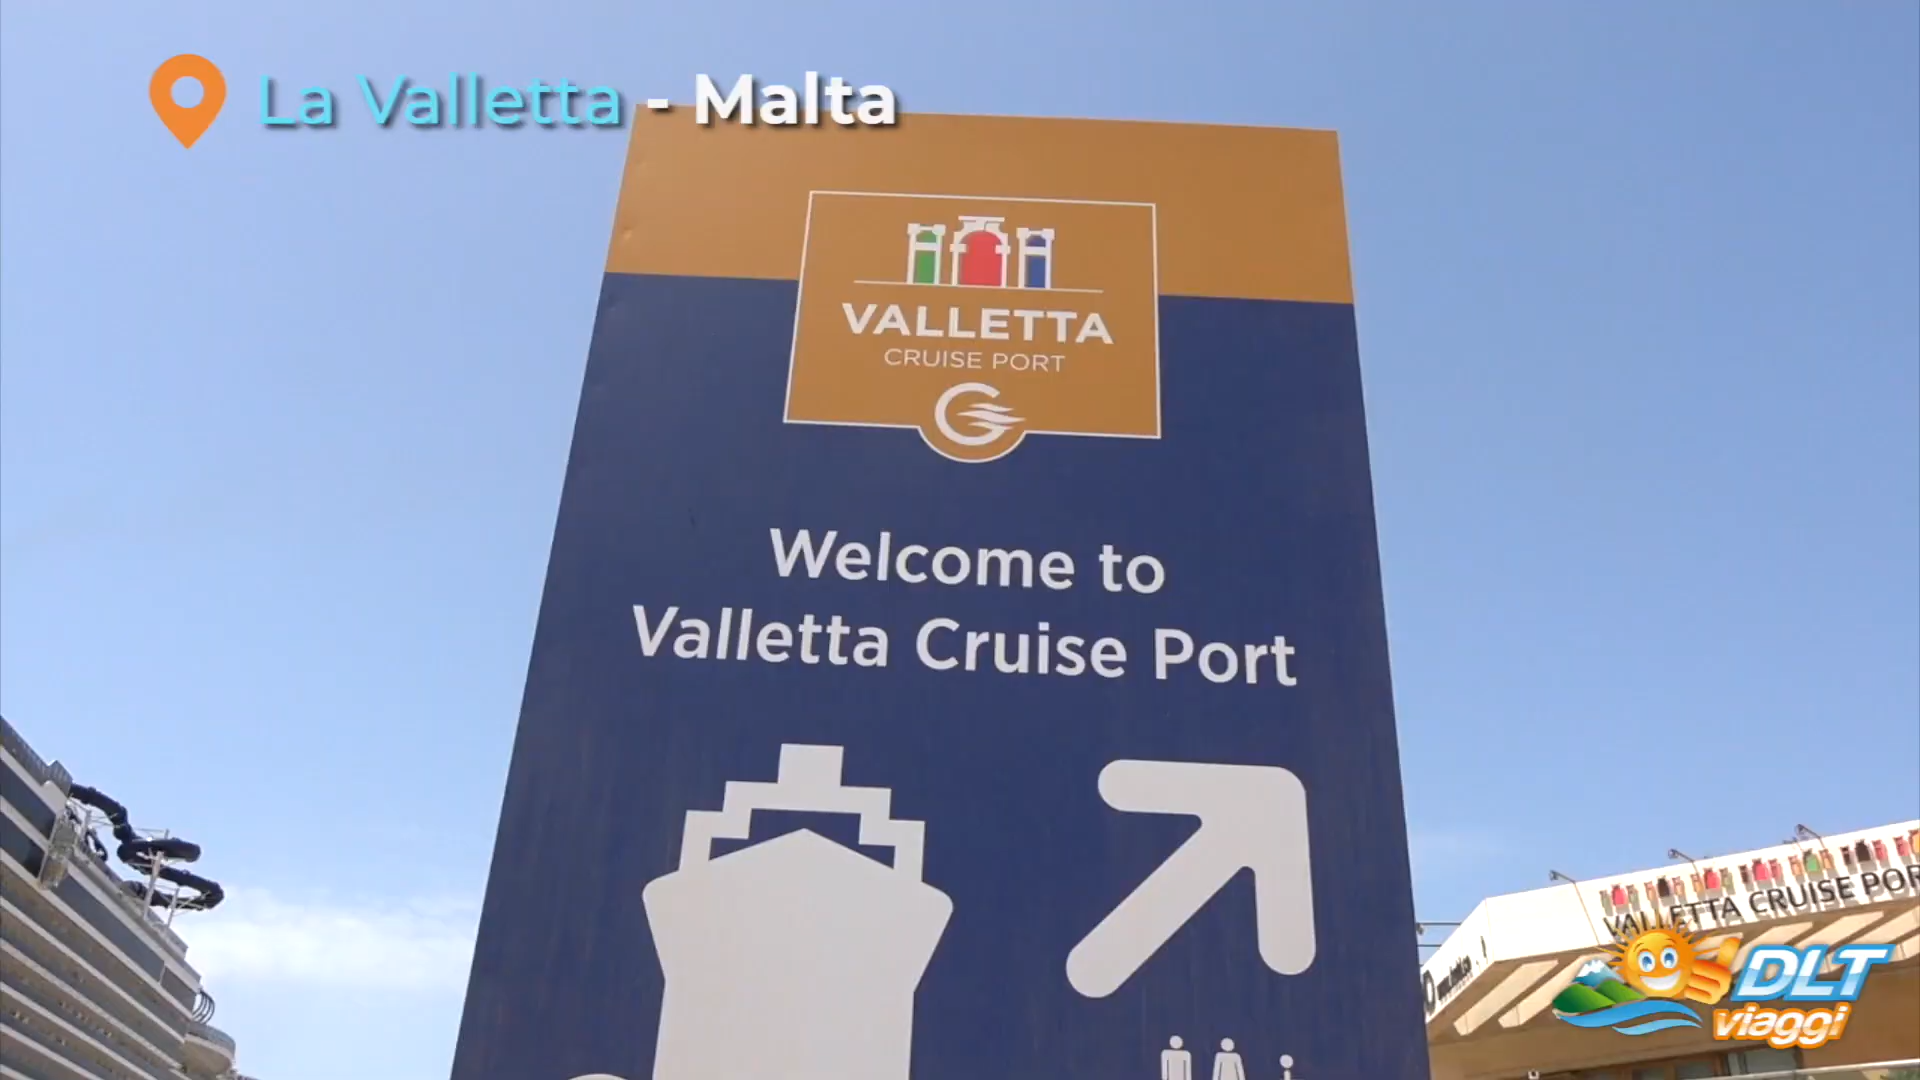 La Valletta - Malta
VALLETTA
CRUISE PORT
G
Welcome to
Valletta Cruise Port
VALLETTA CRUISE POR
DLT
viaggi